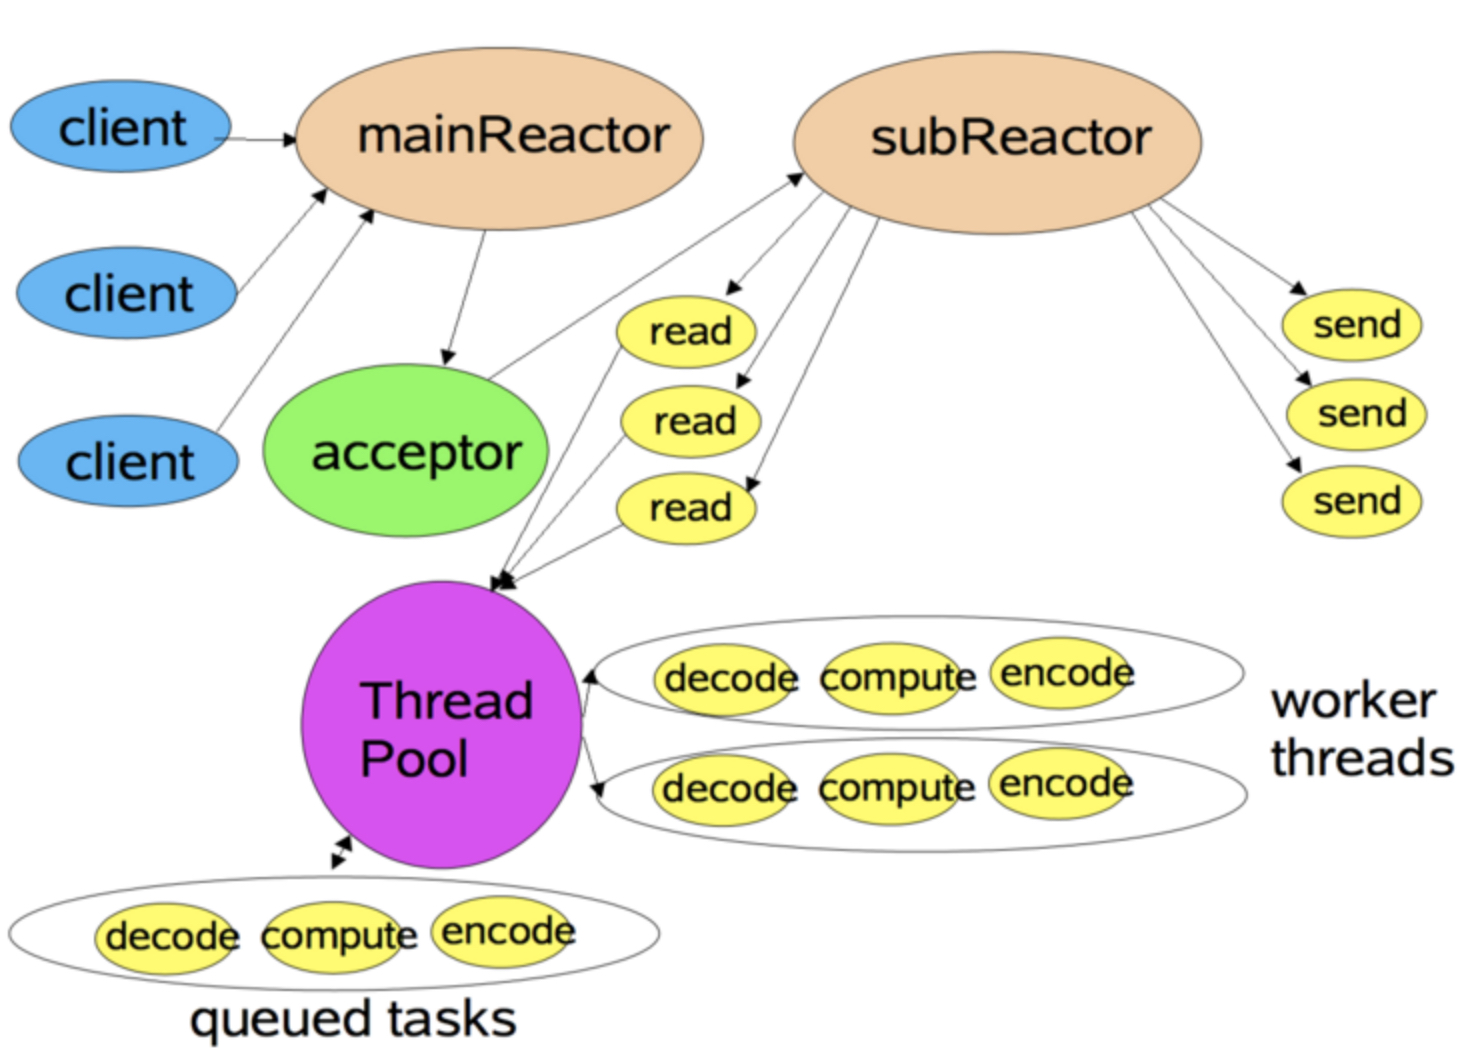 client
mainReactor
subReactor
client
client
acceptor
read
read
read
send
send
send
Thread
Pool
decode compute encode
decode compute encode
worker
threads
decode compute encode
queued tasks